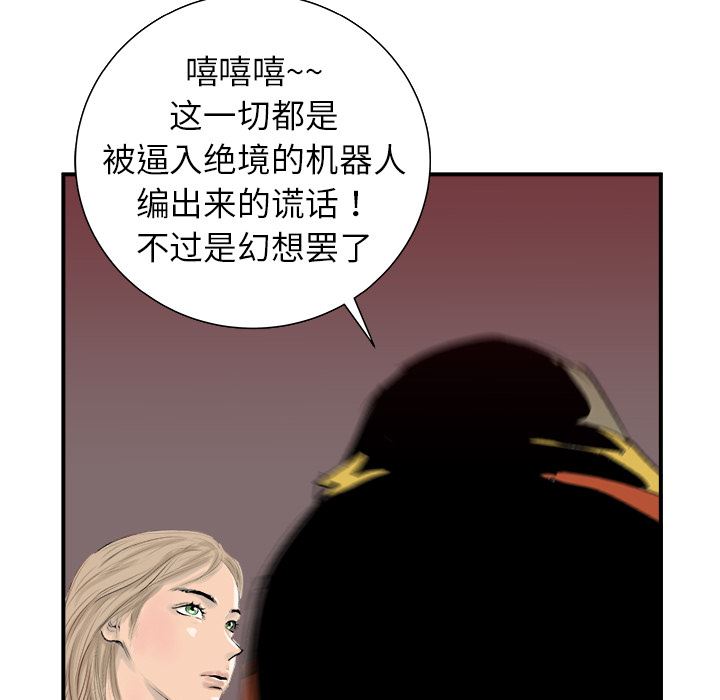 嘻嘻嘻~~
这一切都是
被逼入绝境的机器人
编出来的谎话！
不过是幻想罢了